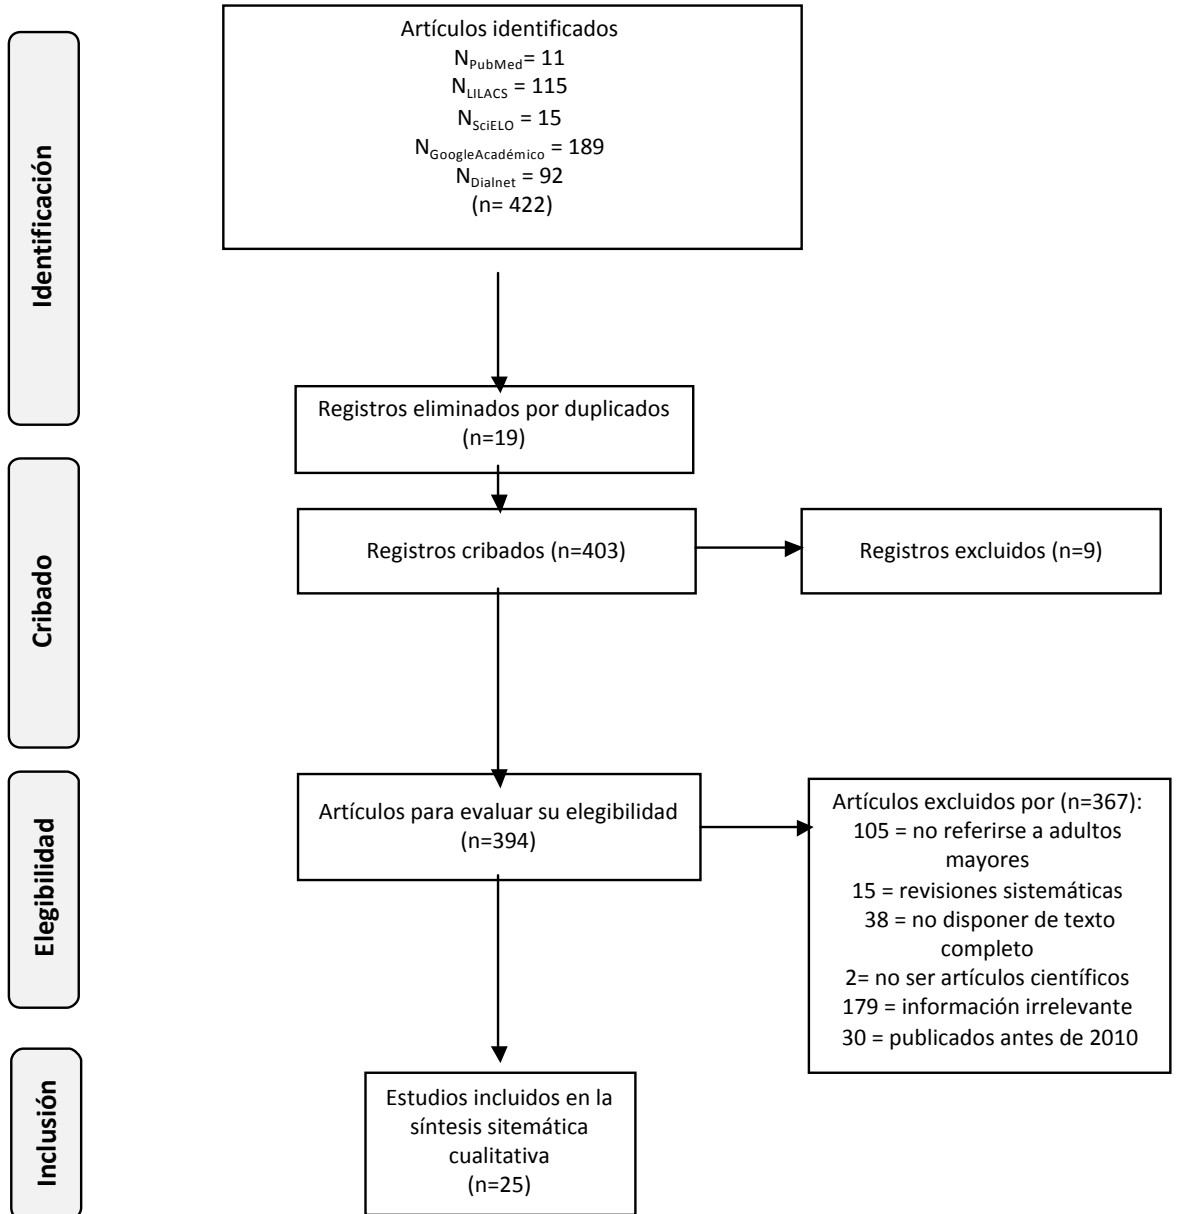 Identificación
Artículos identificados
NPubMed= 11
NLILACS = 115
NSciELO = 15
NGoogleAcadémico = 189
NDialnet = 92
(n= 422)
Registros eliminados por duplicados
(n=19)
Cribado
Registros cribados (n=403)
Registros excluidos (n=9)
Elegibilidad
Artículos para evaluar su elegibilidad
(n=394)
Artículos excluidos por (n=367):
105 = no referirse a adultos
mayores
15 = revisiones sistemáticas
38 = no disponer de texto
completo
2= no ser artículos científicos
179 = información irrelevante
30 = publicados antes de 2010
Inclusión
Estudios incluidos en la
síntesis sitemática
cualitativa
(n=25)